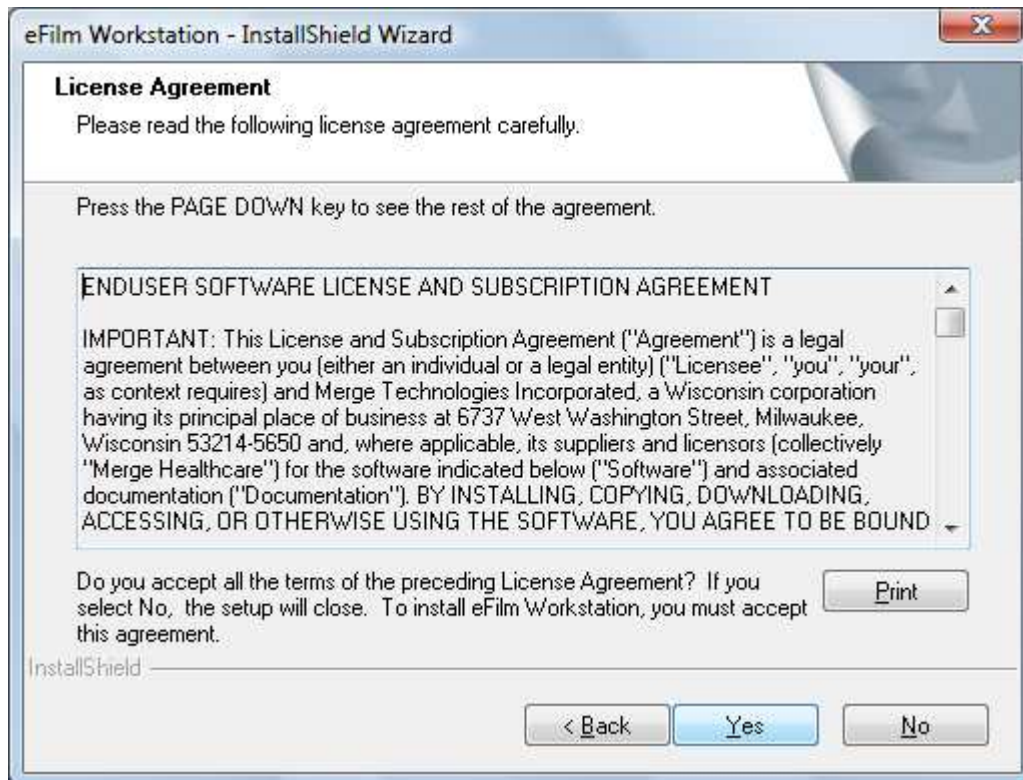 eFilm Workstation - InstallShield Wizard
License Agreement
Please read the following license agreement carefully.
Press the PAGE DOWN key to see the rest of the agreement.
ENDUSER SOFTWARE LICENSE AND SUBSCRIPTION AGREEMENT
IMPORTANT: This License and Subscription Agreement ("Agreement") is a legal
agreement between you (either an individual or a legal entity) ("Licensee", "you", "your",
as context requires) and Merge Technologies Incorporated, a Wisconsin corporation
having its principal place of business at 6737 West Washington Street, Milwaukee,
Wisconsin 53214-5650 and, where applicable, its suppliers and licensors (collectively
"Merge Healthcare") for the software indicated below ("Software") and associated
documentation ("Documentation"). BY INSTALLING, COPYING, DOWNLOADING,
ACCESSING, OR OTHERWISE USING THE SOFTWARE, YOU AGREE TO BE BOUND
Do you accept all the terms of the preceding License Agreement? If you
select No, the setup will close. To install eFilm Workstation, you must accept
this agreement.
Print
InstallShield
< Back
Yes
No